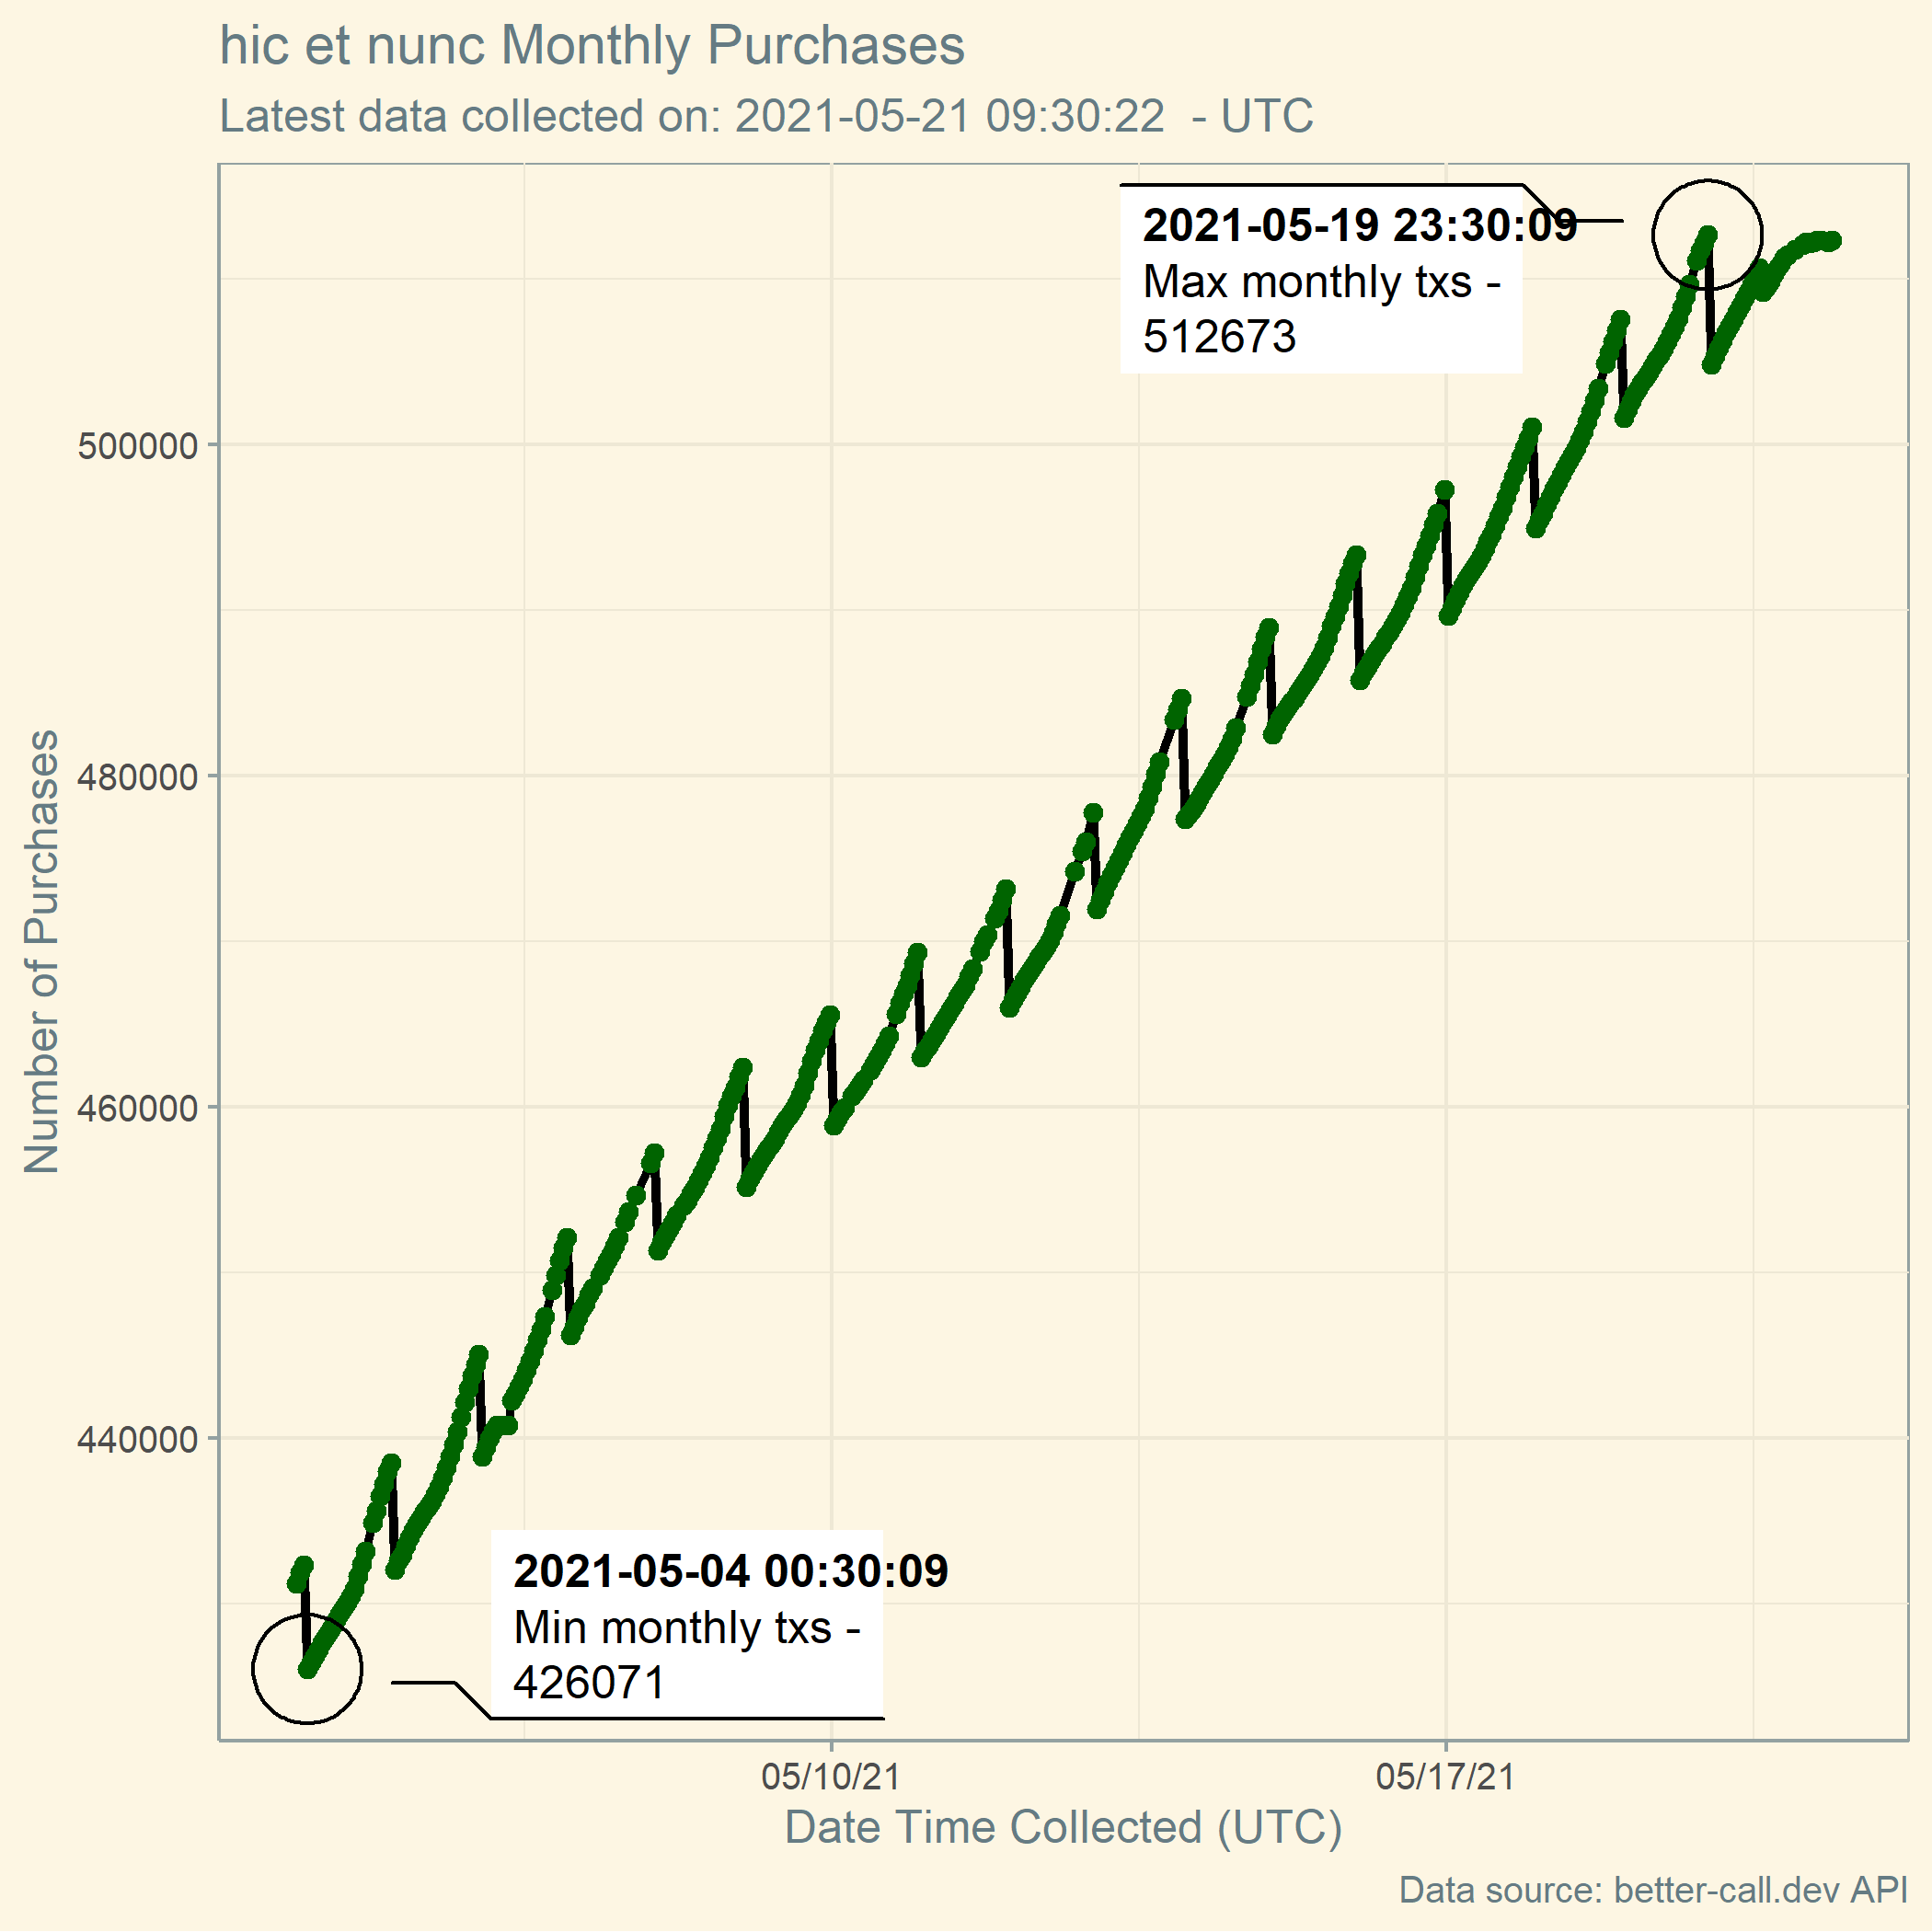 hic et nunc Monthly Purchases
Latest data collected on: 2021-05-21 09:30:22  - UTC
2021-05-19 23:30:09
Max monthly txs -
512673
500000
480000
460000
440000
Number of Purchases
2021-05-04 00:30:09
Min monthly txs -
426071
05/10/21
05/17/21
Date Time Collected (UTC)
Data source: better-call.dev API